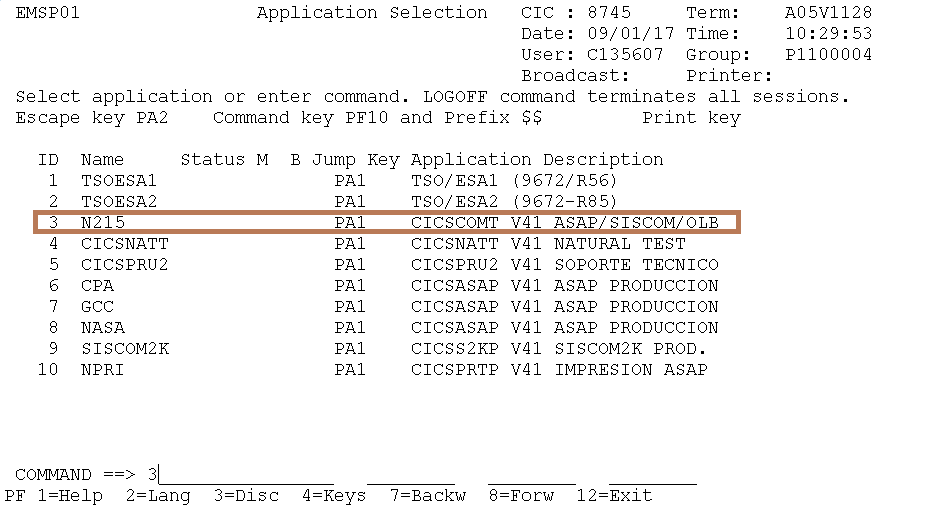 EMSP01 Application Selection CIC : 8745 Term: A05V1128
Date: 09/01/17 Time: 10:29:53
User: C135607 Group: P1100004
Broadcast: Printer:
Select application or enter command. LOGOFF command terminates all sessions.
Escape key PA2 Command key PF10 and Prefix $$ Print key
ID Name Status M B Jump Key Application Description
1 TSOESA1 PA1 TSO/ESA1 (9672/R56)
2 TSOESA2 PA1 TSO/ESA2 (9672-R85)
3 N215 PA1 CICSCOMT V41 ASAP/SISCOM/OLB
4 CICSNATT PA1 CICSNATT V41 NATURAL TEST
5 CICSPRU2 PA1 CICSPRU2 V41 SOPORTE TECNICO
6 CPA PA1 CICSASAP V41 ASAP PRODUCCION
7 GCC PA1 CICSASAP V41 ASAP PRODUCCION
8 NASA PA1 CICSASAP V41 ASAP PRODUCCION
9 SISCOM2K PA1 CICSS2KP V41 SISCOM2K PROD.
10 NPRI PA1 CICSPRTP V41 IMPRESION ASAP
COMMAND ==> 3
PF 1=Help 2=Lang 3=Disc 4=Keys 7=Backw 8=Forw 12=Exit